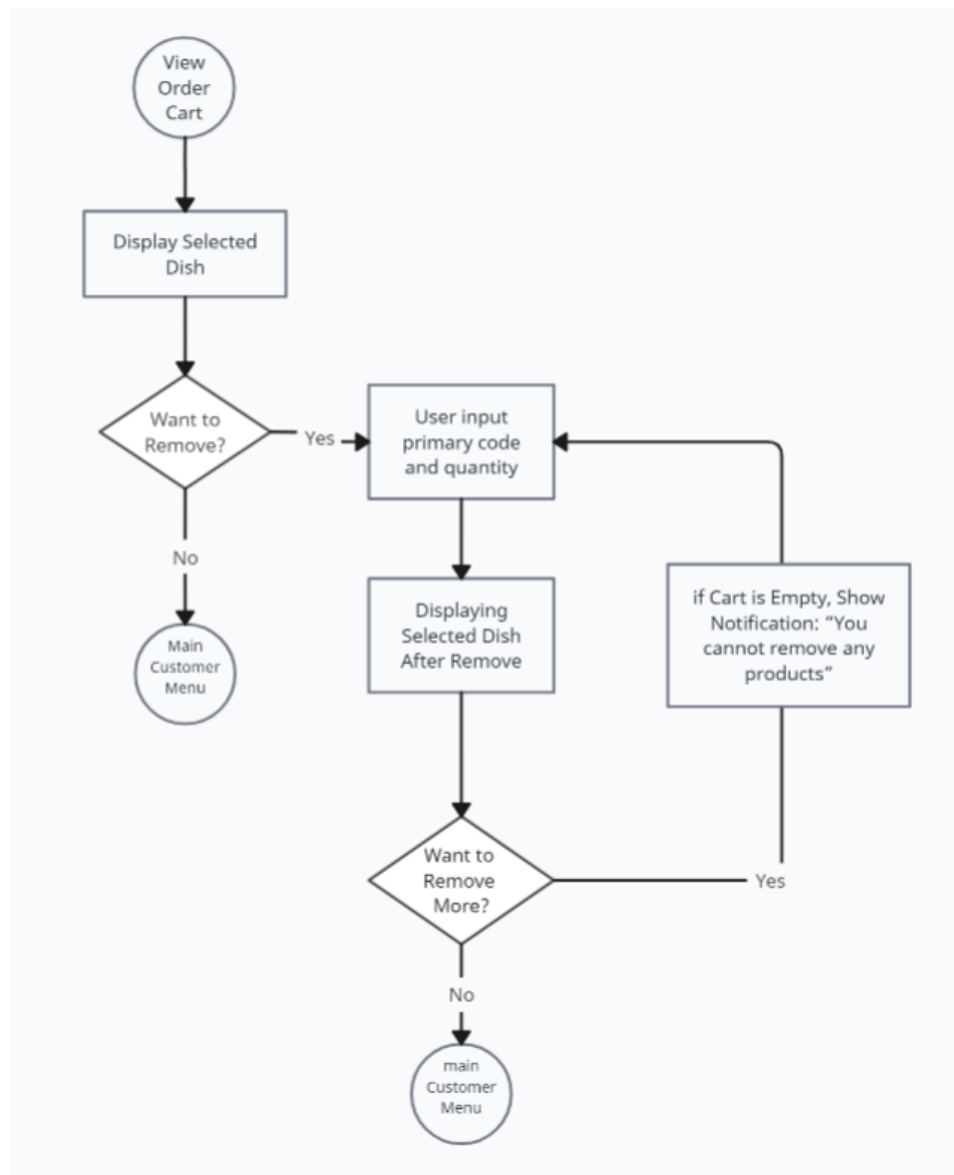 View
Order
Cart
Display Selected
Dish
Want to
Remove?
Yes
User input
primary code
and quantity
No
Main
Customer
Menu
Displaying
Selected Dish
After Remove
if Cart is Empty, Show
Notification: “You
cannot remove any
products”
Want to
Remove
More?
Yes
No
main
Customer
Menu